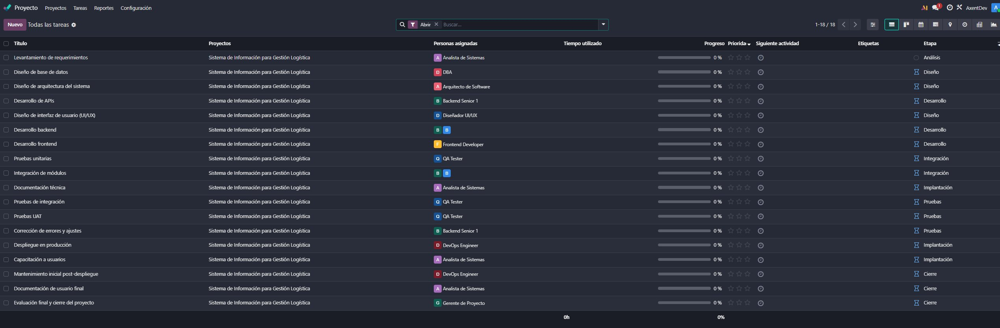 Proyecto Proyectos Tareas Reportes Configuración AI 1 AxentDev A
Nuevo Todas las tareas Abrir Buscar... 1-18 / 18
Título Proyectos Personas asignadas Tiempo utilizado Progreso Priorida Siguiente actividad Etiquetas Etapa
Levantamiento de requerimientos Sistema de Información para Gestión Logística A Analista de Sistemas 0 % Análisis
Diseño de base de datos Sistema de Información para Gestión Logística D DBA 0 % Diseño
Diseño de arquitectura del sistema Sistema de Información para Gestión Logística A Arquitecto de Software 0 % Diseño
Desarrollo de APIs Sistema de Información para Gestión Logística B Backend Senior 1 0 % Desarrollo
Diseño de interfaz de usuario (UI/UX) Sistema de Información para Gestión Logística D Diseñador UI/UX 0 % Diseño
Desarrollo backend Sistema de Información para Gestión Logística B B 0 % Desarrollo
Desarrollo frontend Sistema de Información para Gestión Logística F Frontend Developer 0 % Desarrollo
Pruebas unitarias Sistema de Información para Gestión Logística Q QA Tester 0 % Integración
Integración de módulos Sistema de Información para Gestión Logística B B 0 % Integración
Documentación técnica Sistema de Información para Gestión Logística A Analista de Sistemas 0 % Implantación
Pruebas de integración Sistema de Información para Gestión Logística Q QA Tester 0 % Pruebas
Pruebas UAT Sistema de Información para Gestión Logística Q QA Tester 0 % Pruebas
Corrección de errores y ajustes Sistema de Información para Gestión Logística B Backend Senior 1 0 % Pruebas
Despliegue en producción Sistema de Información para Gestión Logística D DevOps Engineer 0 % Implantación
Capacitación a usuarios Sistema de Información para Gestión Logística A Analista de Sistemas 0 % Implantación
Mantenimiento inicial post-despliegue Sistema de Información para Gestión Logística D DevOps Engineer 0 % Cierre
Documentación de usuario final Sistema de Información para Gestión Logística A Analista de Sistemas 0 % Cierre
Evaluación final y cierre del proyecto Sistema de Información para Gestión Logística G Gerente de Proyecto 0 % Cierre
0h 0%